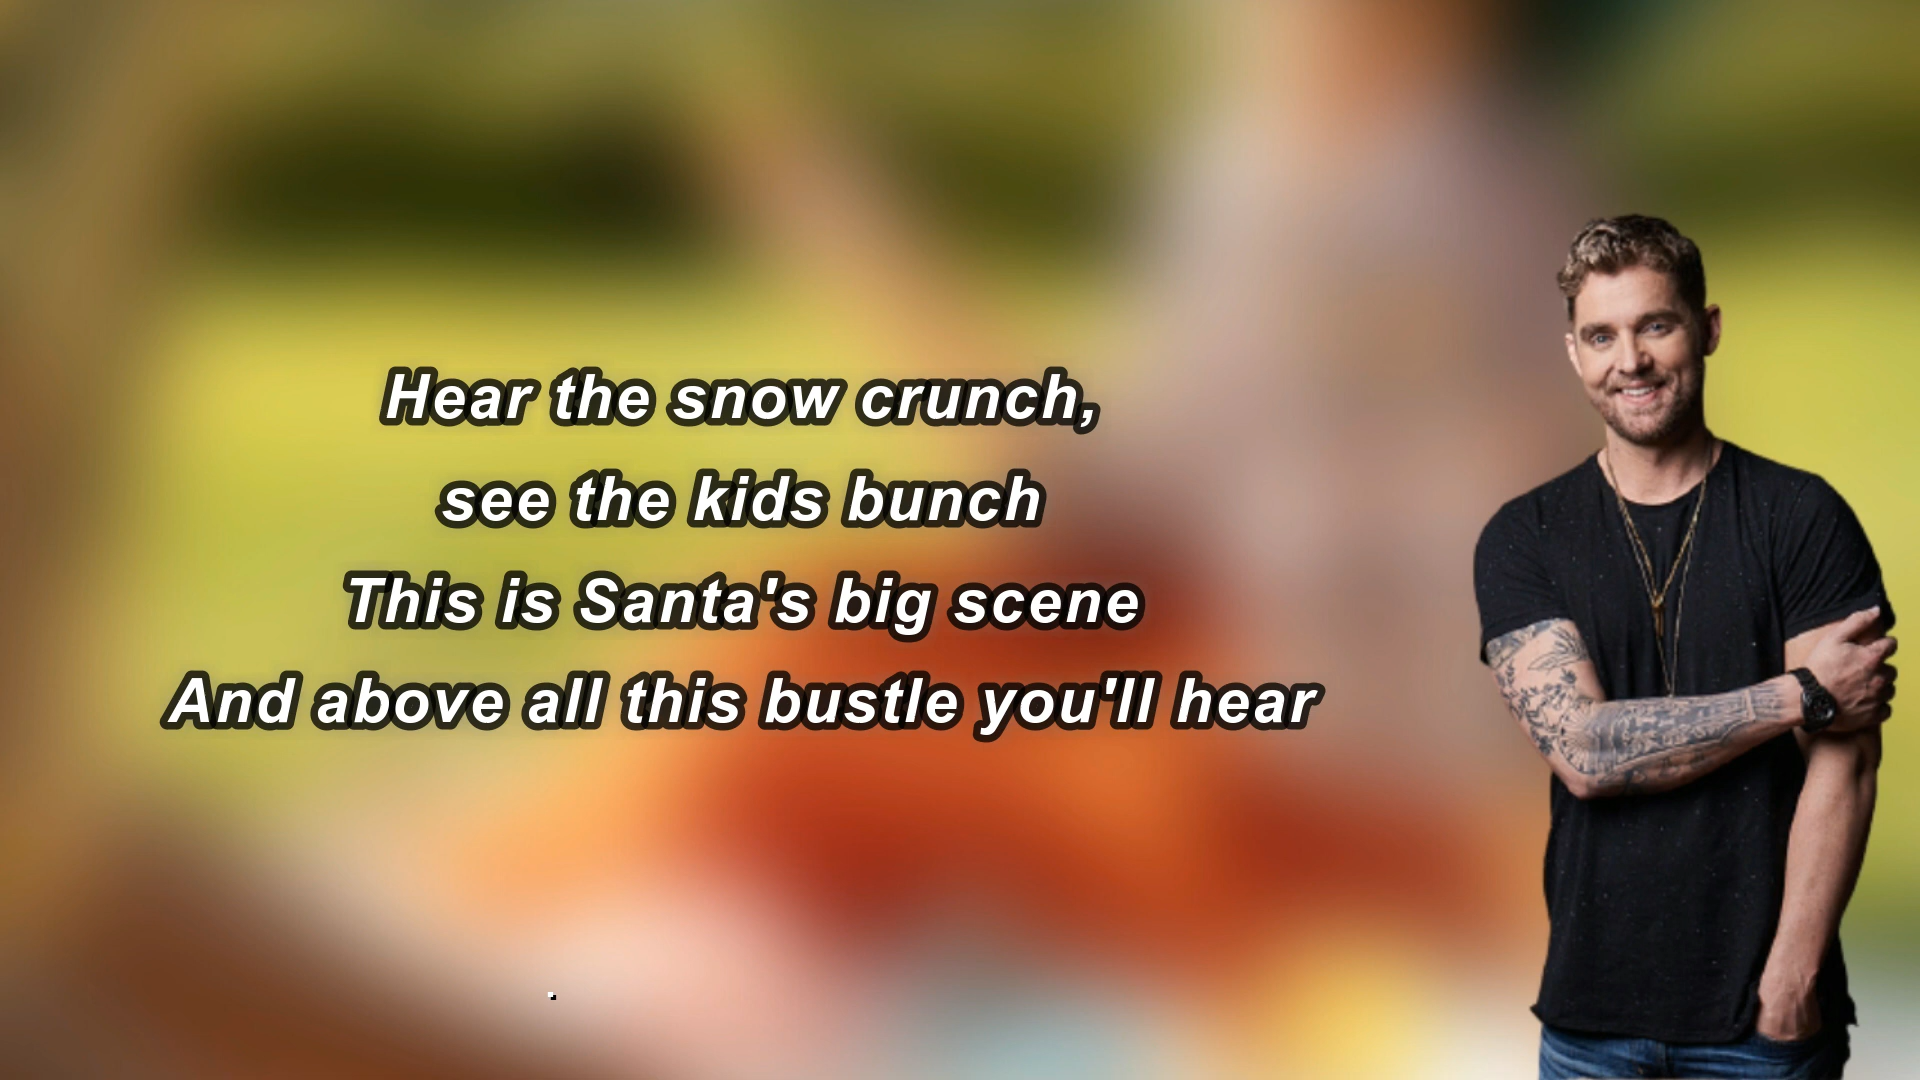 Hear the snow crunch,
see the kids bunch
This is Santa's big scene
And above all this bustle you'll hear